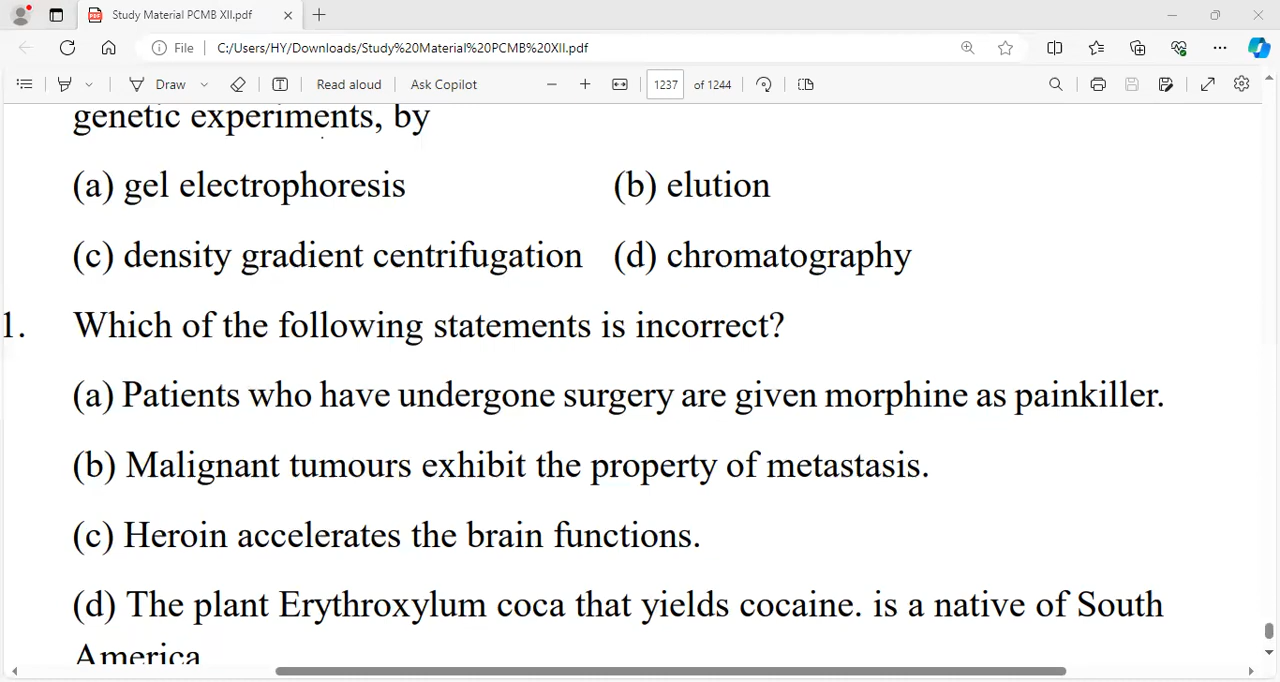 Study Material PCMB XII.pdf
File C:/Users/HY/Downloads/Study%20Material%20PCMB%20XII.pdf
Draw Read aloud Ask Copilot 1237 of 1244
genetic experiments, by
(a) gel electrophoresis (b) elution
(c) density gradient centrifugation (d) chromatography
1. Which of the following statements is incorrect?
(a) Patients who have undergone surgery are given morphine as painkiller.
(b) Malignant tumours exhibit the property of metastasis.
(c) Heroin accelerates the brain functions.
(d) The plant Erythroxylum coca that yields cocaine. is a native of South
America